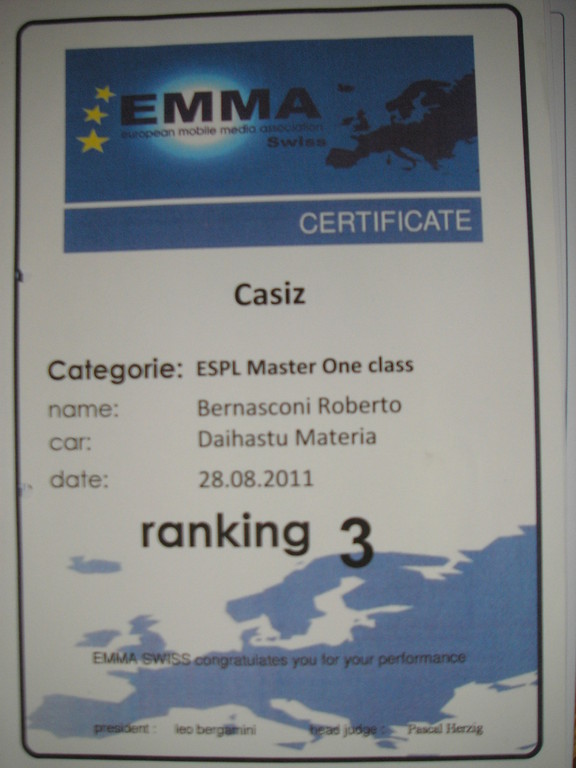 EMMA
european mobile media association
Swiss
CERTIFICATE
Casiz
Categorie: ESPL Master One class
name: Bernasconi Roberto
car: Daihastu Materia
date: 28.08.2011
ranking 3
EMMA SWISS congratulates you for your performance
president : leo bergamini head judge : Pascal Herzig